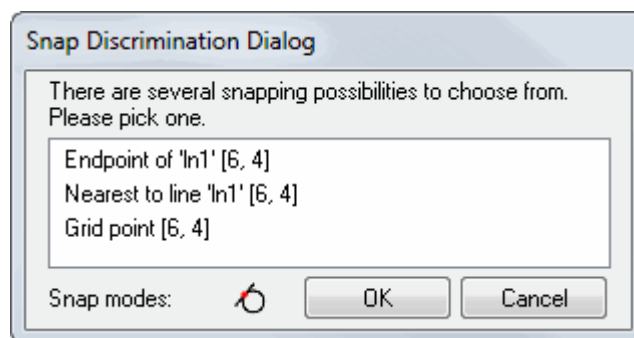 Snap Discrimination Dialog
There are several snapping possibilities to choose from.
Please pick one.
Endpoint of 'ln1' [6, 4]
Nearest to line 'ln1' [6, 4]
Grid point [6, 4]
Snap modes:
OK
Cancel